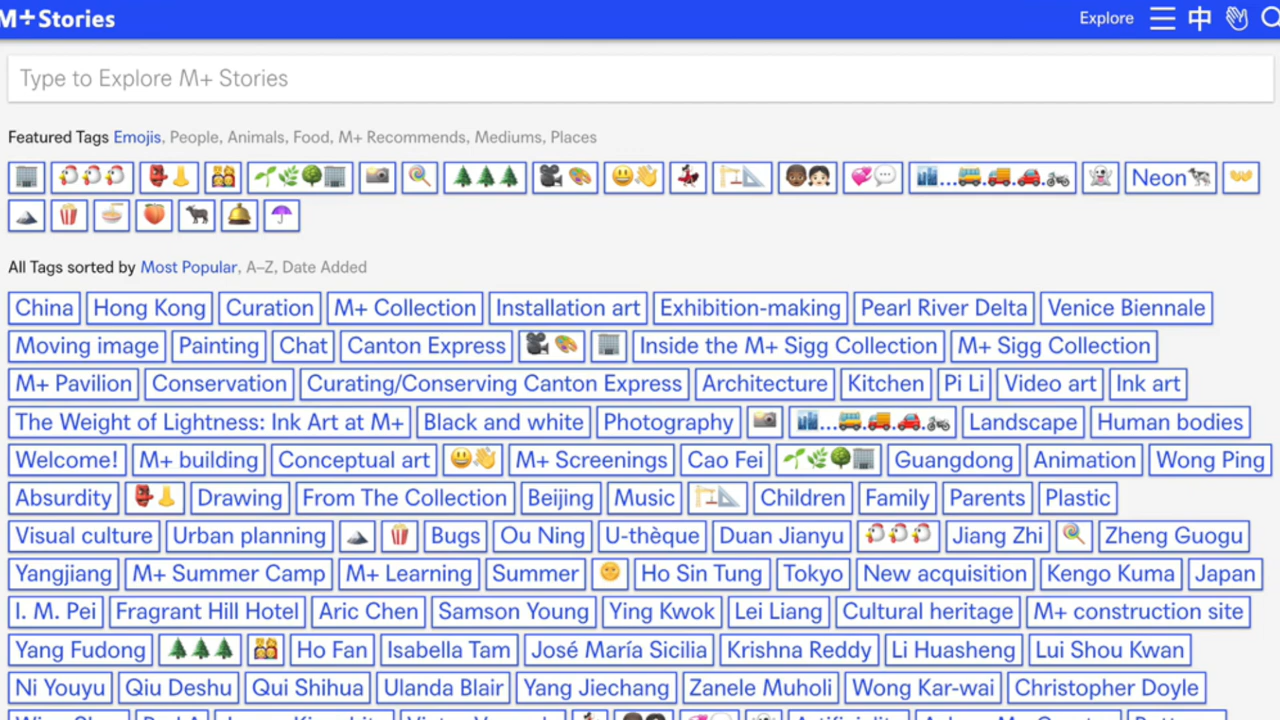 M+Stories
Explore 中
Type to Explore M+ Stories
Featured Tags Emojis, People, Animals, Food, M+ Recommends, Mediums, Places
Neon
All Tags sorted by Most Popular, A–Z, Date Added
China Hong Kong Curation M+ Collection Installation art Exhibition-making Pearl River Delta Venice Biennale
Moving image Painting Chat Canton Express Inside the M+ Sigg Collection M+ Sigg Collection
M+ Pavilion Conservation Curating/Conserving Canton Express Architecture Kitchen Pi Li Video art Ink art
The Weight of Lightness: Ink Art at M+ Black and white Photography Landscape Human bodies
Welcome! M+ building Conceptual art M+ Screenings Cao Fei Guangdong Animation Wong Ping
Absurdity Drawing From The Collection Beijing Music Children Family Parents Plastic
Visual culture Urban planning Bugs Ou Ning U-thèque Duan Jianyu Jiang Zhi Zheng Guogu
Yangjiang M+ Summer Camp M+ Learning Summer Ho Sin Tung Tokyo New acquisition Kengo Kuma Japan
I. M. Pei Fragrant Hill Hotel Aric Chen Samson Young Ying Kwok Lei Liang Cultural heritage M+ construction site
Yang Fudong Ho Fan Isabella Tam José María Sicilia Krishna Reddy Li Huasheng Lui Shou Kwan
Ni Youyu Qiu Deshu Qui Shihua Ulanda Blair Yang Jiechang Zanele Muholi Wong Kar-wai Christopher Doyle